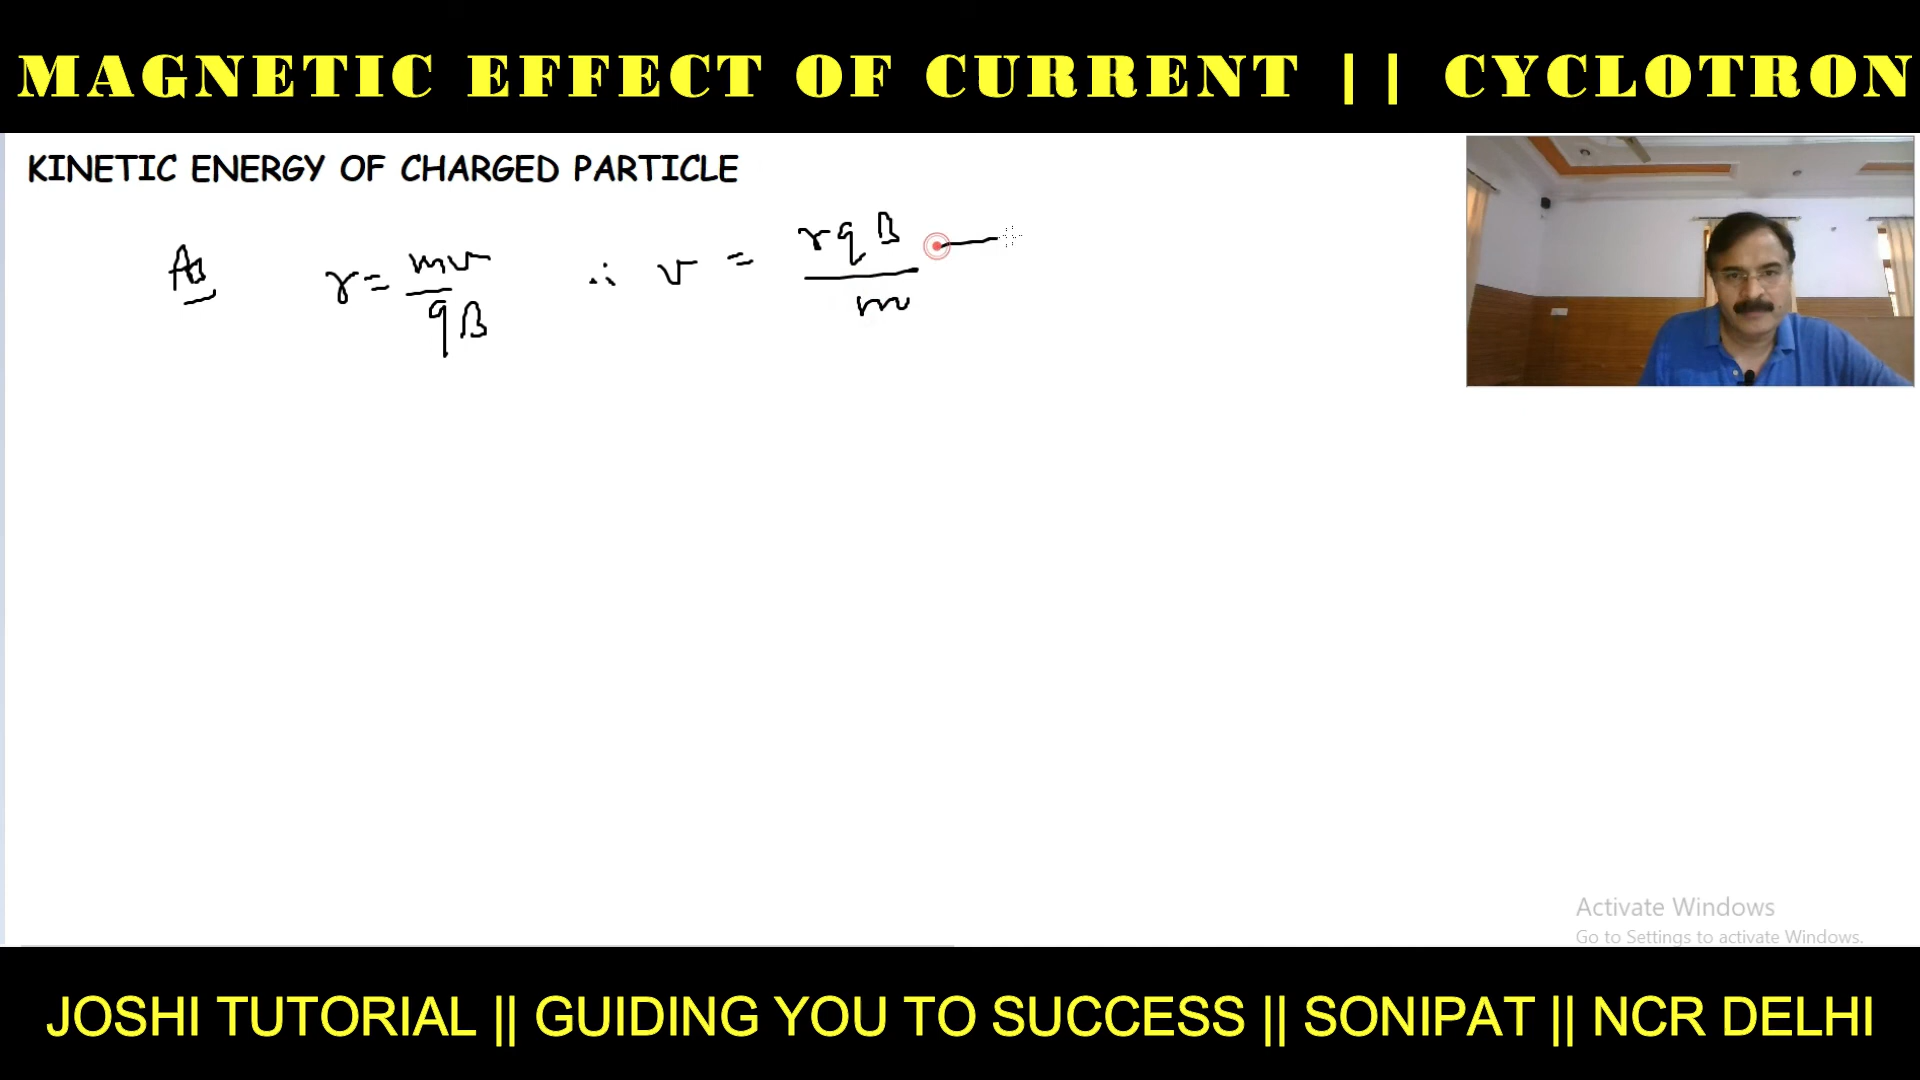 MAGNETIC EFFECT OF CURRENT || CYCLOTRON
KINETIC ENERGY OF CHARGED PARTICLE
As r = mv/qB ∴ v = rqB/m
Activate Windows
Go to Settings to activate Windows.
JOSHI TUTORIAL || GUIDING YOU TO SUCCESS || SONIPAT || NCR DELHI